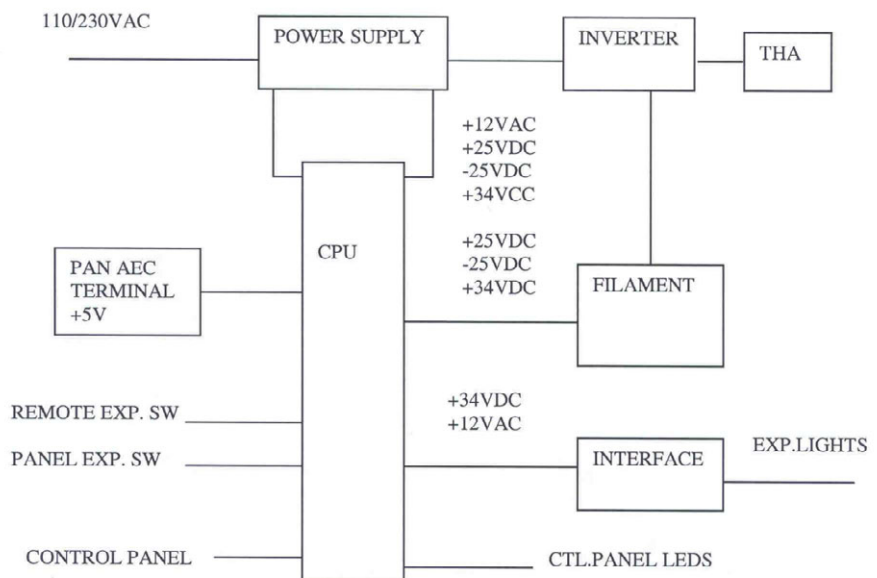 110/230VAC
POWER SUPPLY
INVERTER
THA
+12VAC
+25VDC
-25VDC
+34VCC
CPU
+25VDC
-25VDC
+34VDC
PAN AEC
TERMINAL
+5V
FILAMENT
REMOTE EXP. SW
PANEL EXP. SW
+34VDC
+12VAC
INTERFACE
EXP.LIGHTS
CONTROL PANEL
CTL.PANEL LEDS